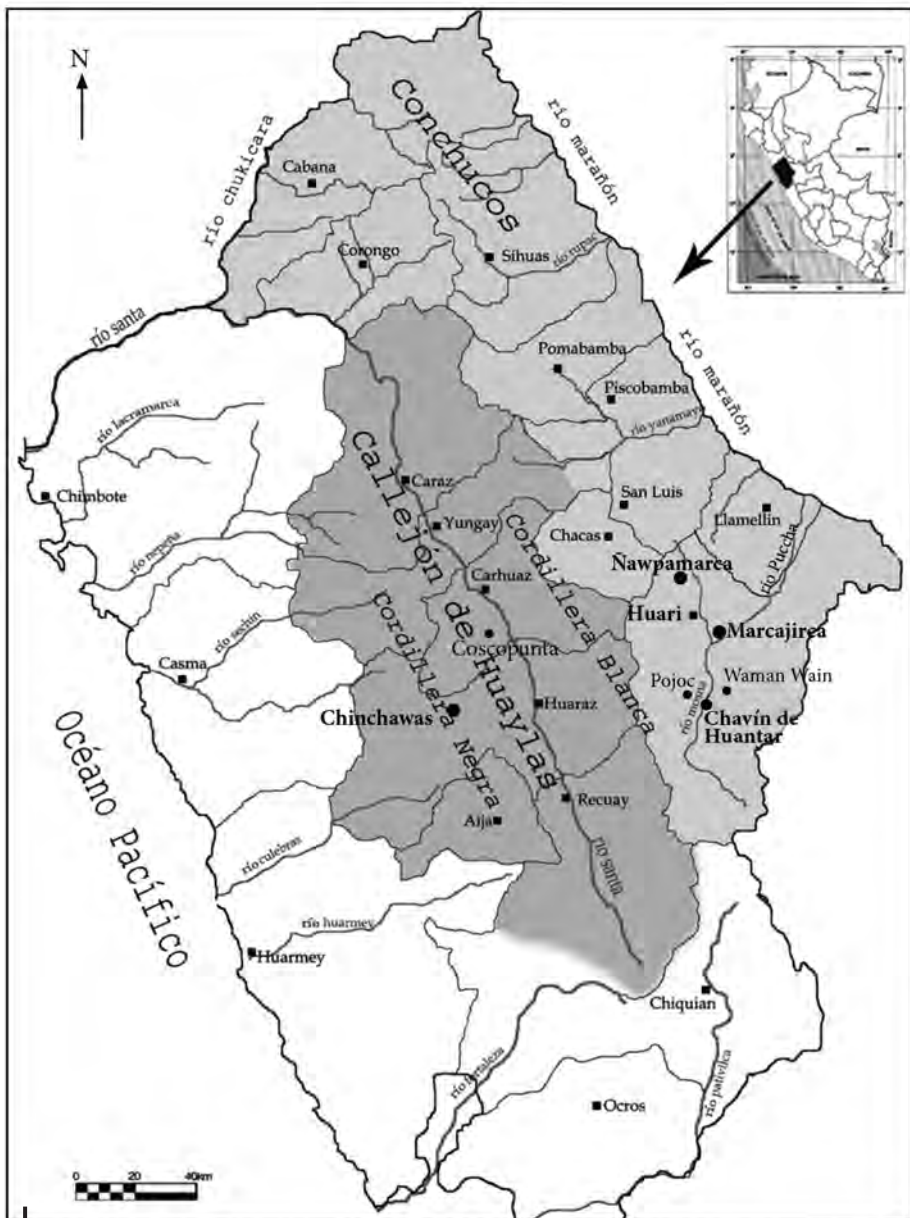 N
Conchucos
río chukicara
río marañón
Cabana
Corongo
Sihuas
río rupac
río santa
Pomabamba
Piscobamba
río marañón
río yanamay
río lacramarca
Chimbote
Callejón de Huaylas
Caraz
Yungay
San Luis
Llamellin
Chacas
Cordillera Blanca
río Puccha
río nepeña
Ñawpamarca
Carhuaz
Huari
Marcajirca
río sechin
Cordillera Negra
Coscopunta
Casma
Pojoc
Waman Wain
río mosna
Chavín de
Huantar
Huaraz
Chinchawas
Océano Pacífico
Recuay
Aija
río culebras
río santa
río huarmey
Huarmey
Chiquian
río fortaleza
río pativilca
Ocros
0 20 40km